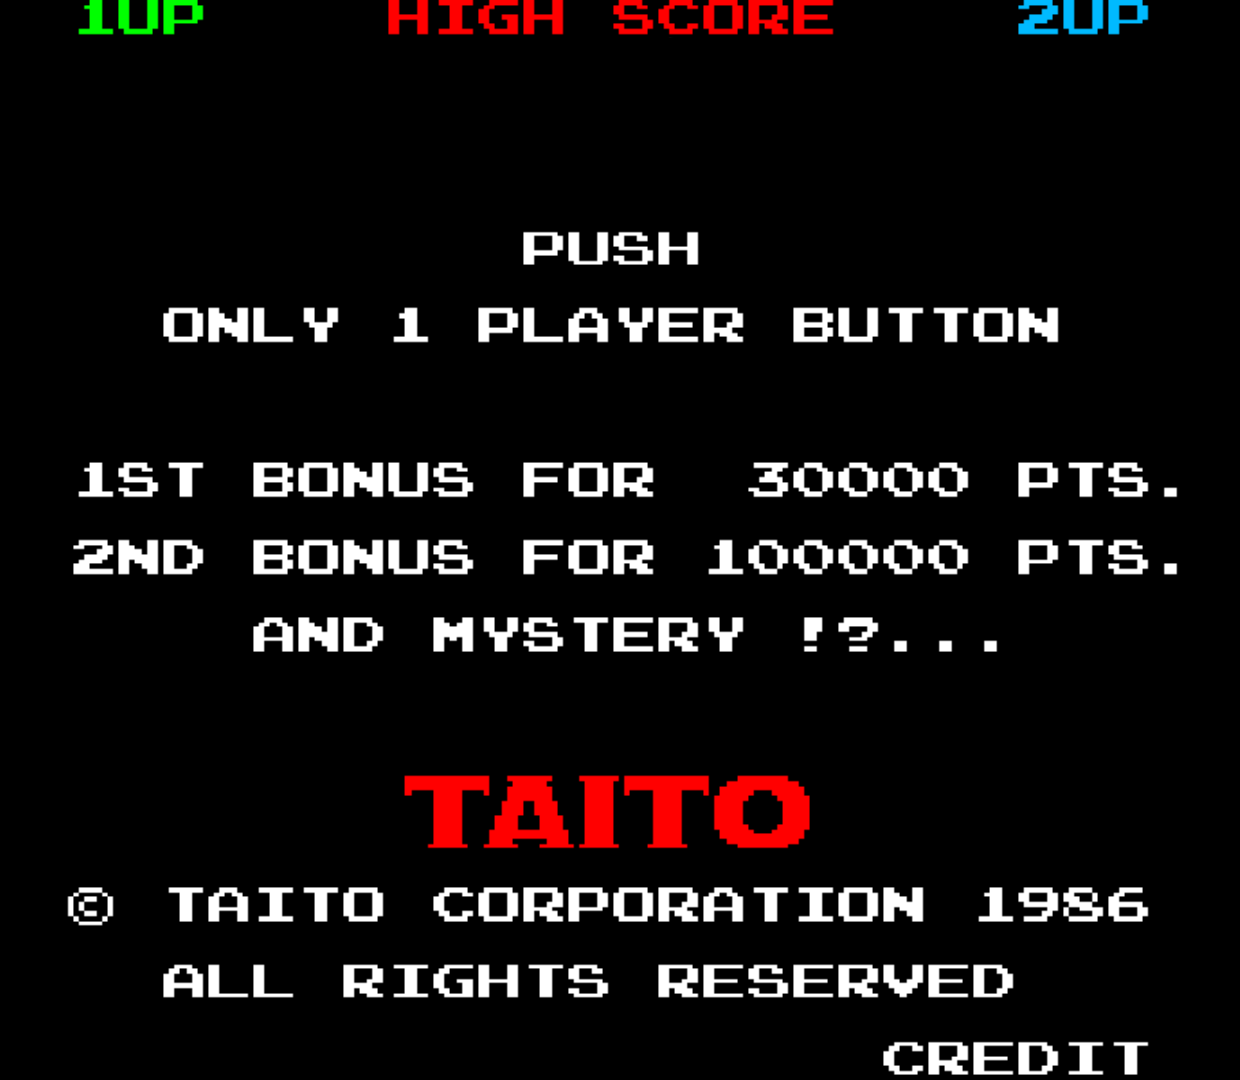 1UP HIGH SCORE 2UP
PUSH
ONLY 1 PLAYER BUTTON
1ST BONUS FOR 30000 PTS.
2ND BONUS FOR 100000 PTS.
AND MYSTERY !?...
TAITO
© TAITO CORPORATION 1986
ALL RIGHTS RESERVED
CREDIT